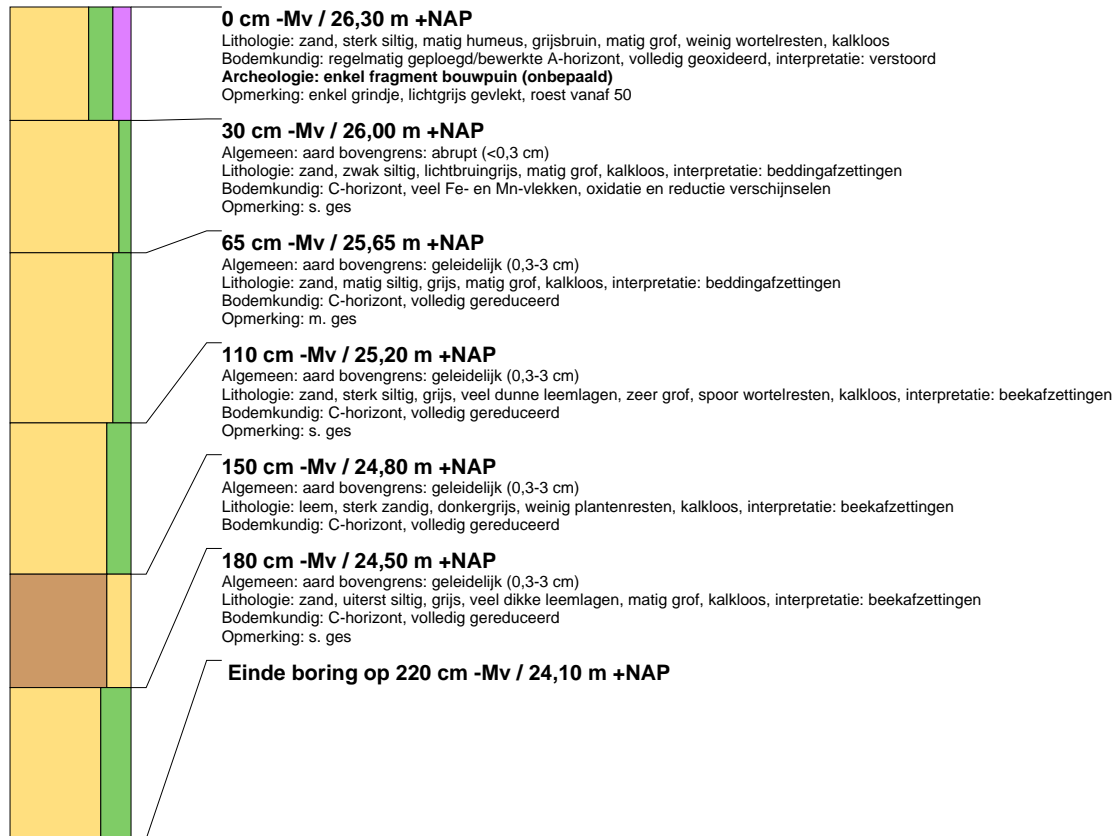 0 cm -Mv / 26,30 m +NAP
Lithologie: zand, sterk siltig, matig humeus, grijsbruin, matig grof, weinig wortelresten, kalkloos
Bodemkundig: regelmatig geploegd/bewerkte A-horizont, volledig geoxideerd, interpretatie: verstoord
Archeologie: enkel fragment bouwpuin (onbepaald)
Opmerking: enkel grindje, lichtgrijs gevlekt, roest vanaf 50
30 cm -Mv / 26,00 m +NAP
Algemeen: aard bovengrens: abrupt (<0,3 cm)
Lithologie: zand, zwak siltig, lichtbruingrijs, matig grof, kalkloos, interpretatie: beddingafzettingen
Bodemkundig: C-horizont, veel Fe- en Mn-vlekken, oxidatie en reductie verschijnselen
Opmerking: s. ges
65 cm -Mv / 25,65 m +NAP
Algemeen: aard bovengrens: geleidelijk (0,3-3 cm)
Lithologie: zand, matig siltig, grijs, matig grof, kalkloos, interpretatie: beddingafzettingen
Bodemkundig: C-horizont, volledig gereduceerd
Opmerking: m. ges
110 cm -Mv / 25,20 m +NAP
Algemeen: aard bovengrens: geleidelijk (0,3-3 cm)
Lithologie: zand, sterk siltig, grijs, veel dunne leemlagen, zeer grof, spoor wortelresten, kalkloos, interpretatie: beekafzettingen
Bodemkundig: C-horizont, volledig gereduceerd
Opmerking: s. ges
150 cm -Mv / 24,80 m +NAP
Algemeen: aard bovengrens: geleidelijk (0,3-3 cm)
Lithologie: leem, sterk zandig, donkergrijs, weinig plantenresten, kalkloos, interpretatie: beekafzettingen
Bodemkundig: C-horizont, volledig gereduceerd
180 cm -Mv / 24,50 m +NAP
Algemeen: aard bovengrens: geleidelijk (0,3-3 cm)
Lithologie: zand, uiterst siltig, grijs, veel dikke leemlagen, matig grof, kalkloos, interpretatie: beekafzettingen
Bodemkundig: C-horizont, volledig gereduceerd
Opmerking: s. ges
Einde boring op 220 cm -Mv / 24,10 m +NAP